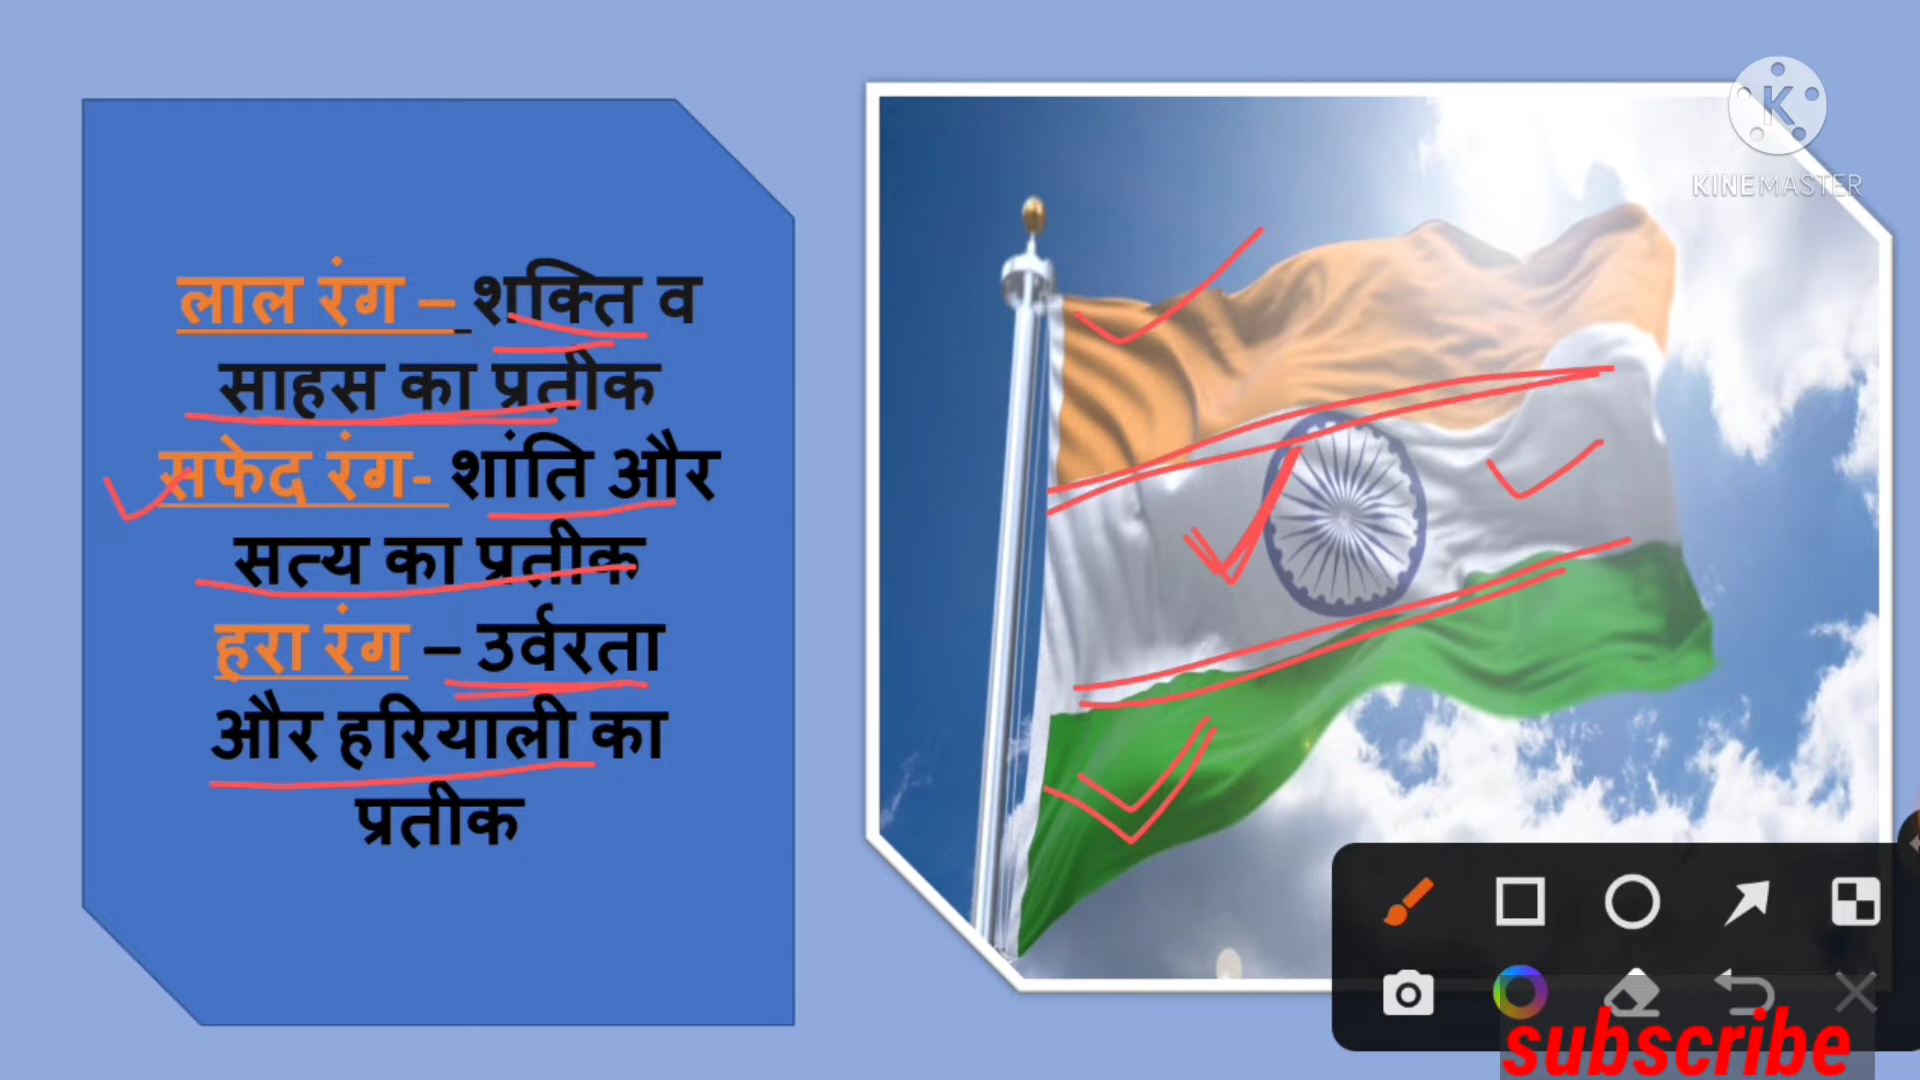 लाल रंग – शक्ति व
साहस का प्रतीक
सफेद रंग- शांति और
सत्य का प्रतीक
हरा रंग – उर्वरता
और हरियाली का
प्रतीक
K
KINEMASTER
subscribe